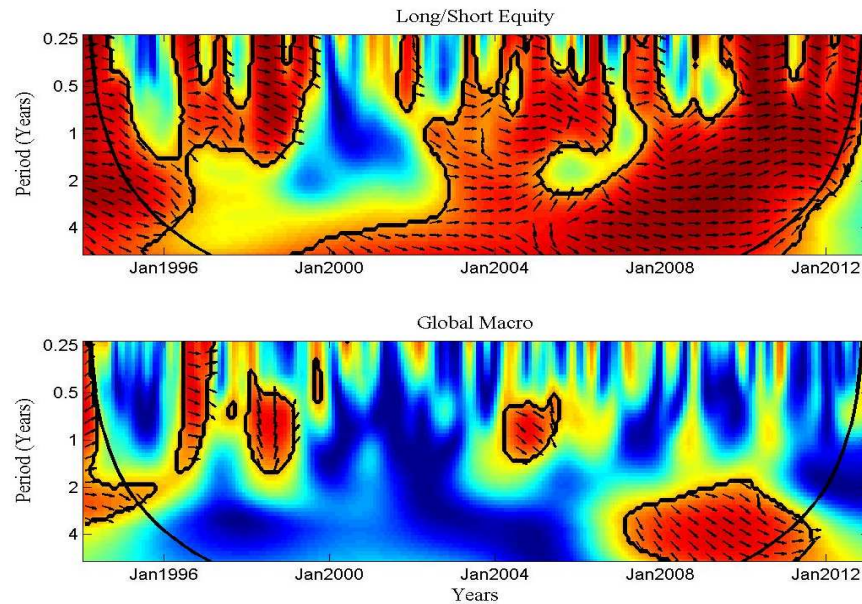 Long/Short Equity
Period (Years)
0.25
0.5
1
2
4
Jan1996 Jan2000 Jan2004 Jan2008 Jan2012
Global Macro
Period (Years)
0.25
0.5
1
2
4
Jan1996 Jan2000 Jan2004 Jan2008 Jan2012
Years